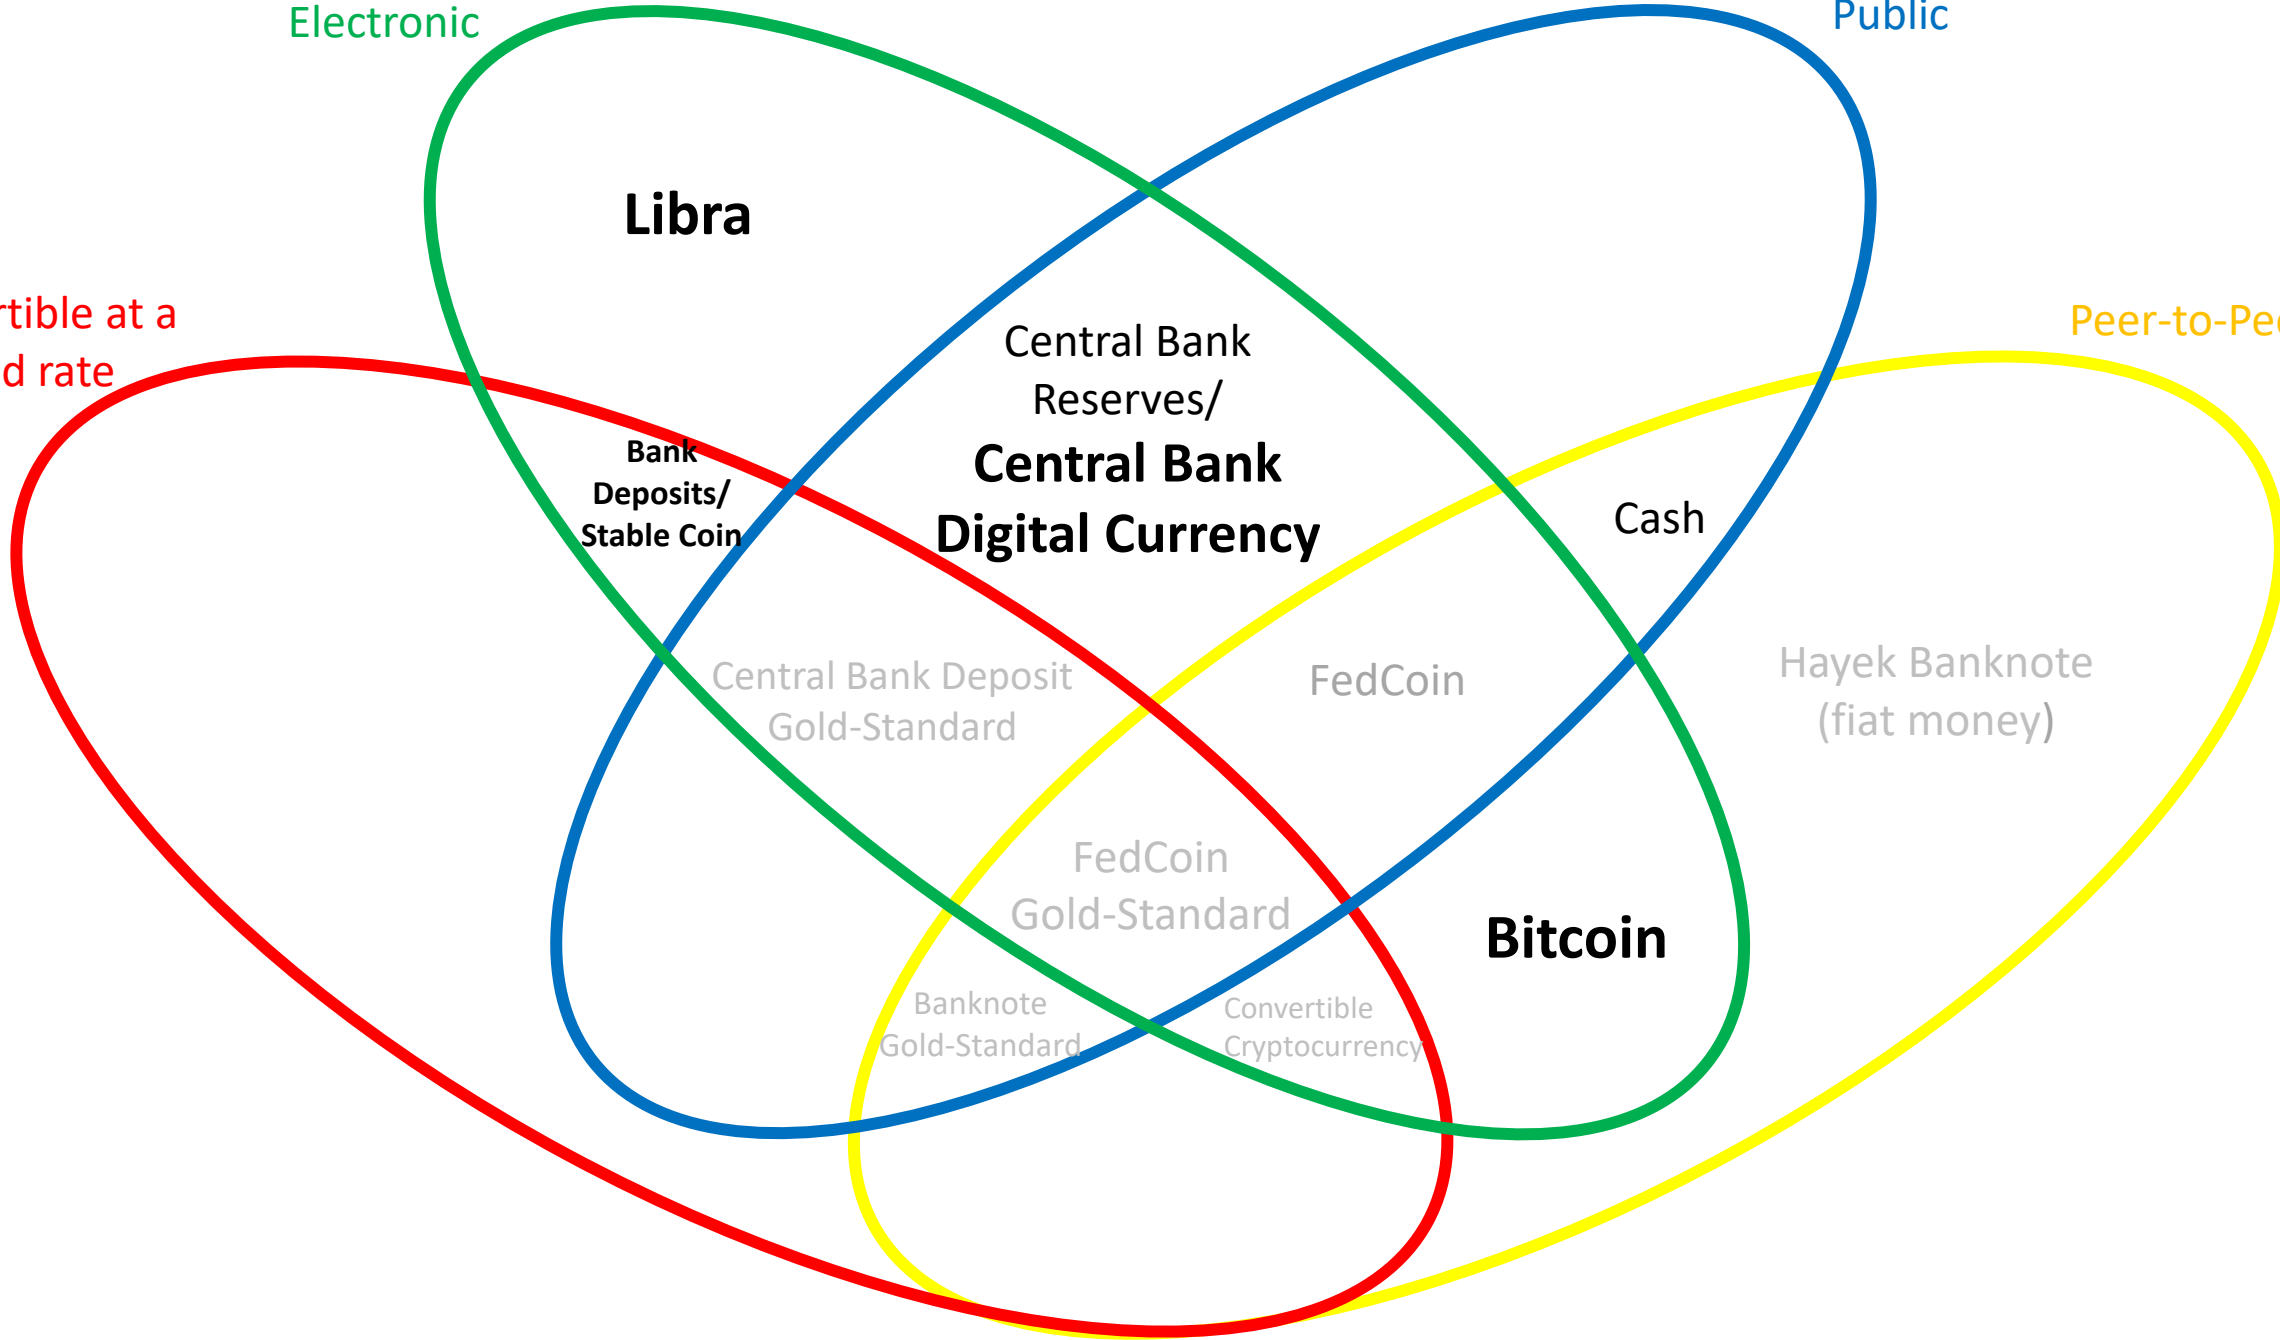 Electronic
Public
Libra
rtible at a
d rate
Peer-to-Pee
Central Bank
Reserves/
Central Bank
Digital Currency
Bank
Deposits/
Stable Coin
Cash
Central Bank Deposit
Gold-Standard
FedCoin
Hayek Banknote
(fiat money)
FedCoin
Gold-Standard
Bitcoin
Banknote
Gold-Standard
Convertible
Cryptocurrency